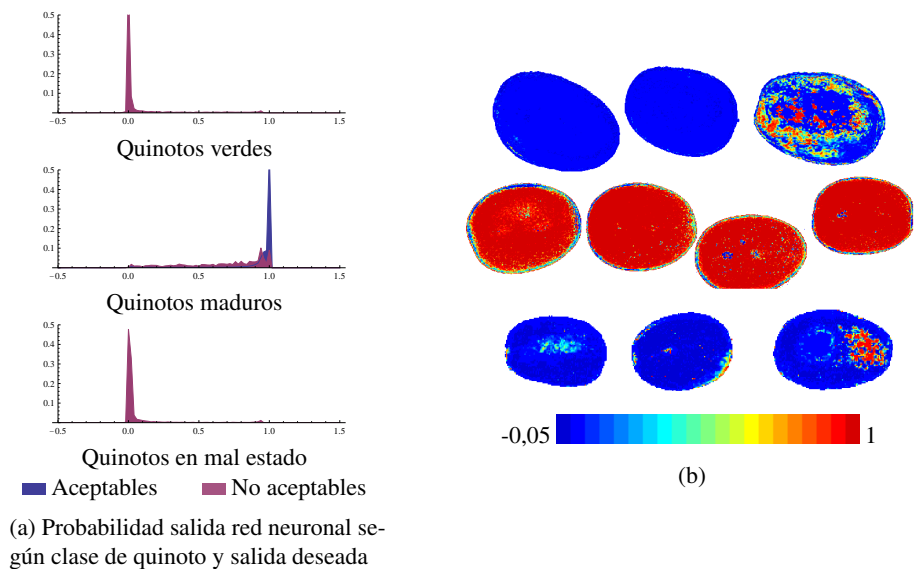 0.5
0.4
0.3
0.2
0.1
−0.5 0.0 0.5 1.0 1.5
Quinotos verdes
0.5
0.4
0.3
0.2
0.1
−0.5 0.0 0.5 1.0 1.5
Quinotos maduros
0.5
0.4
0.3
0.2
0.1
−0.5 0.0 0.5 1.0 1.5
Quinotos en mal estado
Aceptables No aceptables
(a) Probabilidad salida red neuronal se-
gún clase de quinoto y salida deseada
-0,05 1
(b)